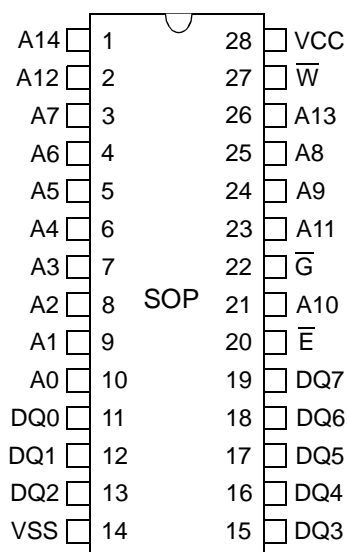 A14 1 28 VCC
A12 2 27 W̅
A7 3 26 A13
A6 4 25 A8
A5 5 24 A9
A4 6 23 A11
A3 7 22 G̅
A2 8 SOP 21 A10
A1 9 20 E̅
A0 10 19 DQ7
DQ0 11 18 DQ6
DQ1 12 17 DQ5
DQ2 13 16 DQ4
VSS 14 15 DQ3